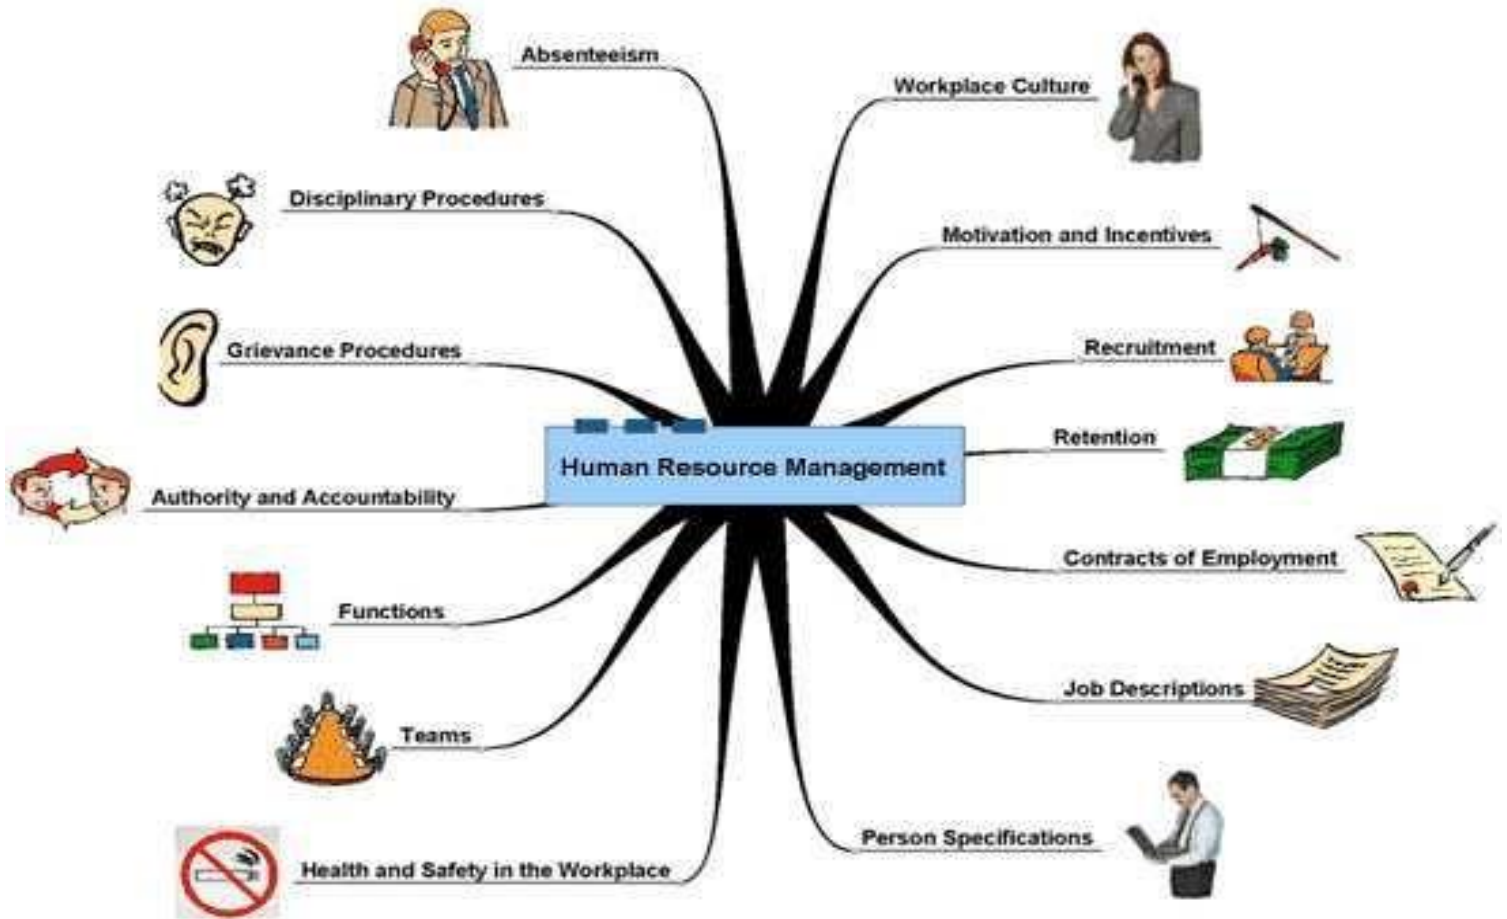 Absenteeism
Workplace Culture
Disciplinary Procedures
Motivation and Incentives
Grievance Procedures
Recruitment
Retention
Human Resource Management
Authority and Accountability
Contracts of Employment
Functions
Job Descriptions
Teams
Person Specifications
Health and Safety in the Workplace